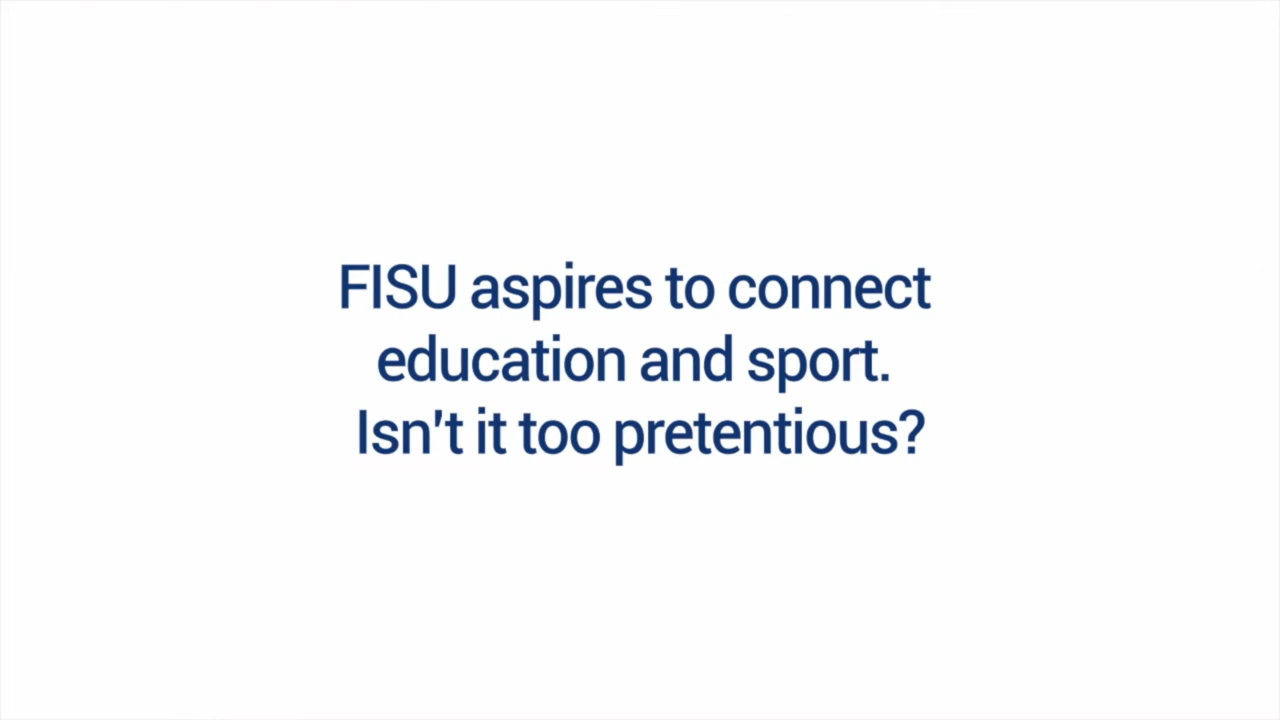 FISU aspires to connect
education and sport.
Isn't it too pretentious?